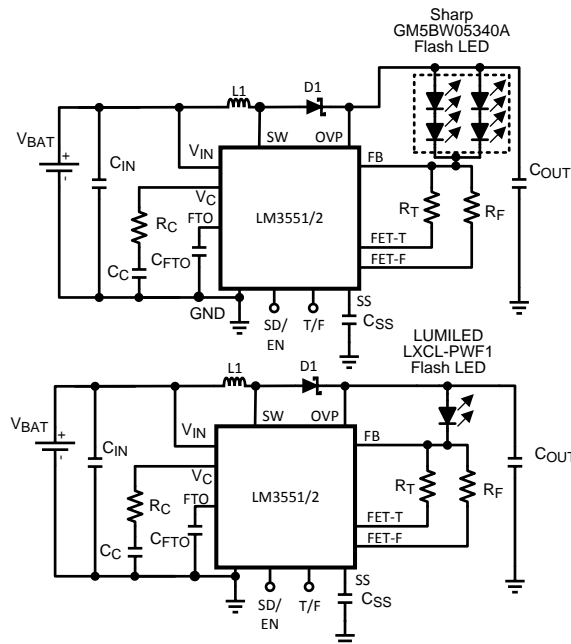 Sharp
GM5BW05340A
Flash LED
L1
D1
VBAT
+
-
CIN
VIN
SW
OVP
FB
COUT
VC
RC
LM3551/2
RT
RF
FTO
CC
CFTO
FET-T
FET-F
GND
SD/
EN
T/F
SS
CSS
LUMILED
LXCL-PWF1
Flash LED
L1
D1
VBAT
+
-
CIN
VIN
SW
OVP
FB
COUT
VC
RC
LM3551/2
RT
RF
FTO
CC
CFTO
FET-T
FET-F
SD/
EN
T/F
SS
CSS